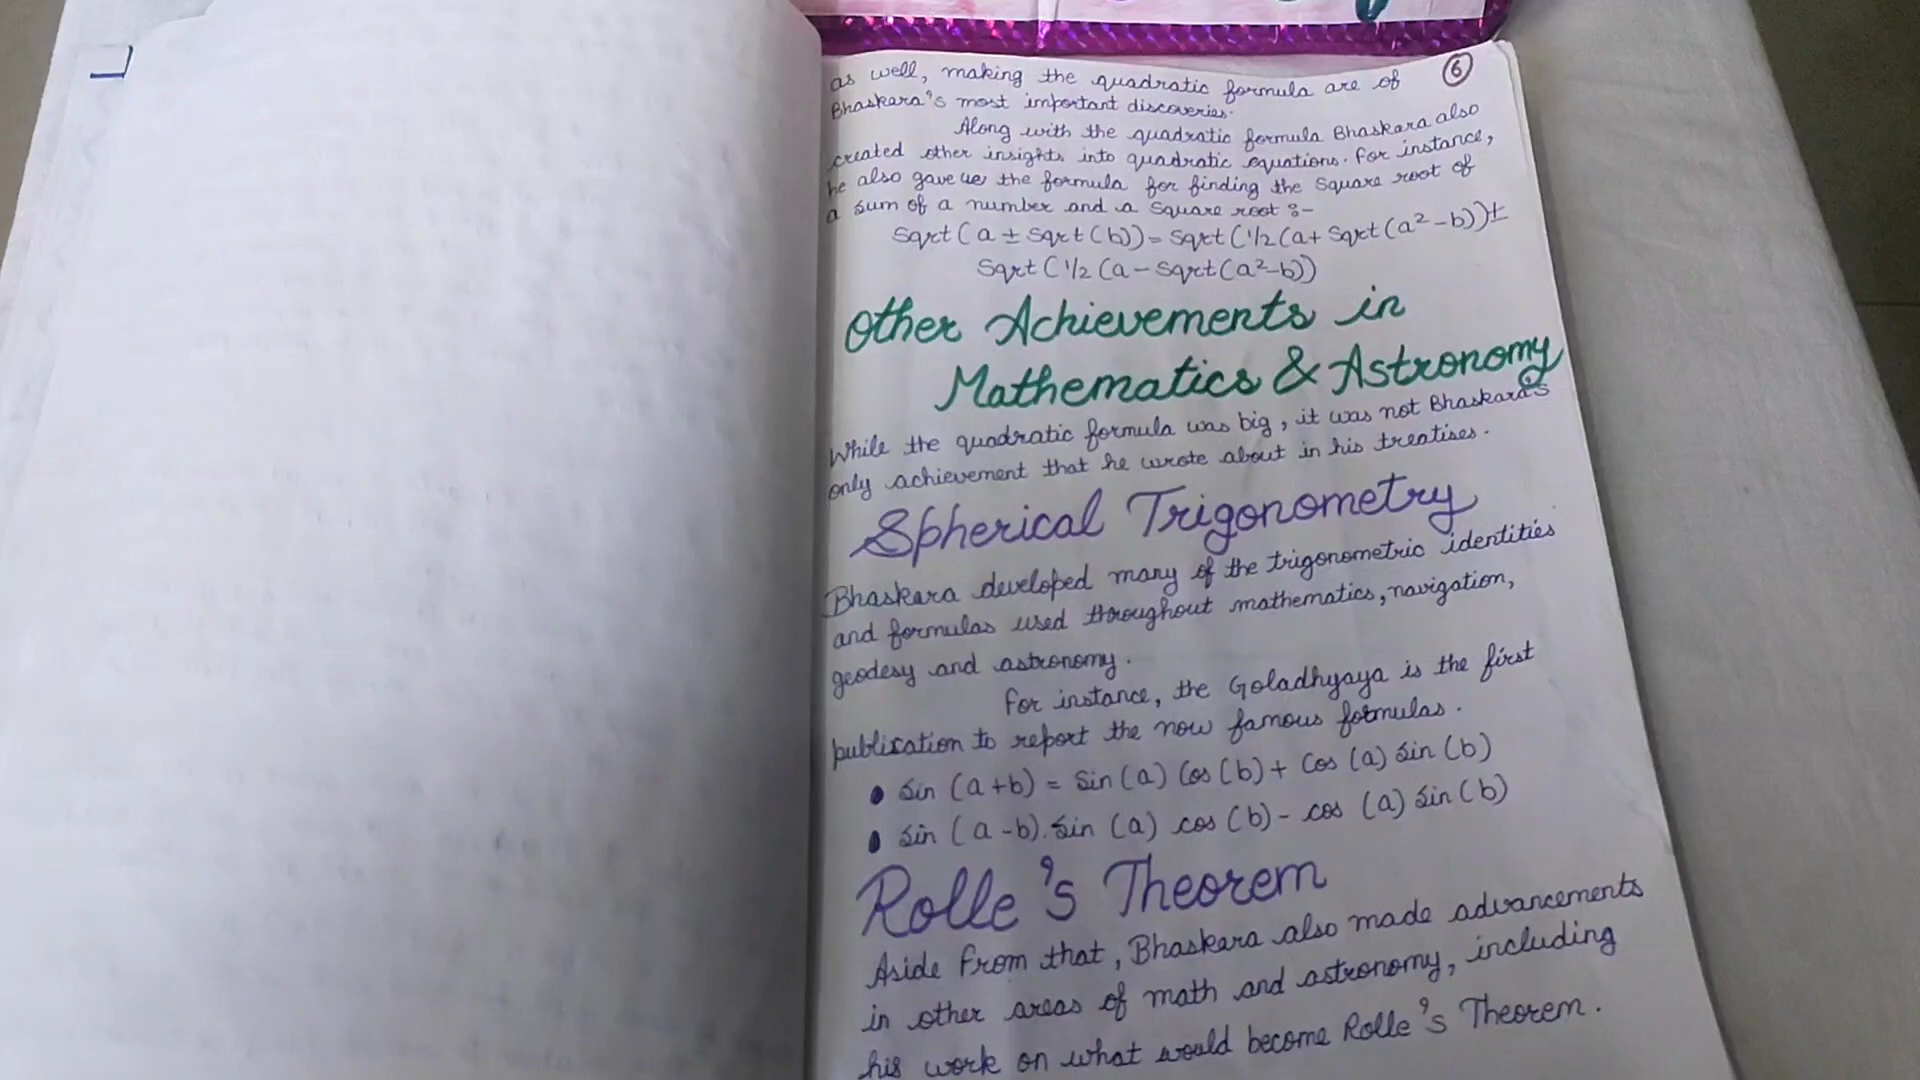 6
as well, making the quadratic formula are of
Bhaskara's most important discoveries.
Along with the quadratic formula Bhaskara also
created other insights into quadratic equations. For instance,
he also gave us the formula for finding the Square root of
a sum of a number and a square root :-
Sqrt (a ± Sqrt (b)) = Sqrt (1/2 (a + Sqrt (a² - b)) ±
Sqrt (1/2 (a - Sqrt (a² - b))
Other Achievements in
Mathematics & Astronomy
While the quadratic formula was big, it was not Bhaskara's
only achievement that he wrote about in his treatises.
Spherical Trigonometry
Bhaskara developed many of the trigonometric identities
and formulas used throughout mathematics, navigation,
geodesy and astronomy.
For instance, the Goladhyaya is the first
publication to report the now famous formulas.
• Sin (a+b) = Sin (a) Cos (b) + Cos (a) Sin (b)
• Sin (a-b). Sin (a) cos (b) - cos (a) Sin (b)
Rolle's Theorem
Aside from that, Bhaskara also made advancements
in other areas of math and astronomy, including
his work on what would become Rolle's Theorem.